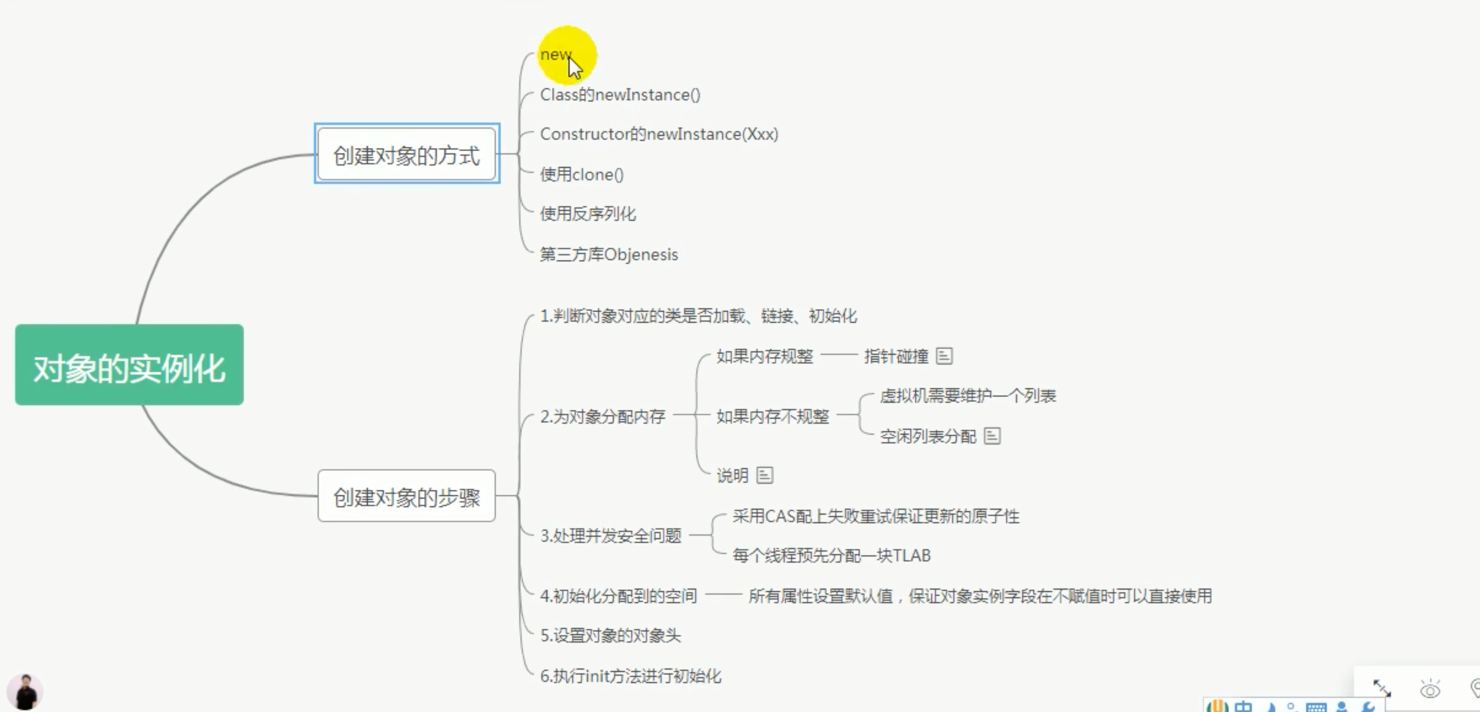 new
Class的newInstance()
Constructor的newInstance(Xxx)
创建对象的方式
使用clone()
使用反序列化
第三方库Objenesis
对象的实例化
1.判断对象对应的类是否加载、链接、初始化
如果内存规整
指针碰撞
2.为对象分配内存
如果内存不规整
虚拟机需要维护一个列表
空闲列表分配
说明
创建对象的步骤
3.处理并发安全问题
采用CAS配上失败重试保证更新的原子性
每个线程预先分配一块TLAB
4.初始化分配到的空间
所有属性设置默认值，保证对象实例字段在不赋值时可以直接使用
5.设置对象的对象头
6.执行init方法进行初始化
中